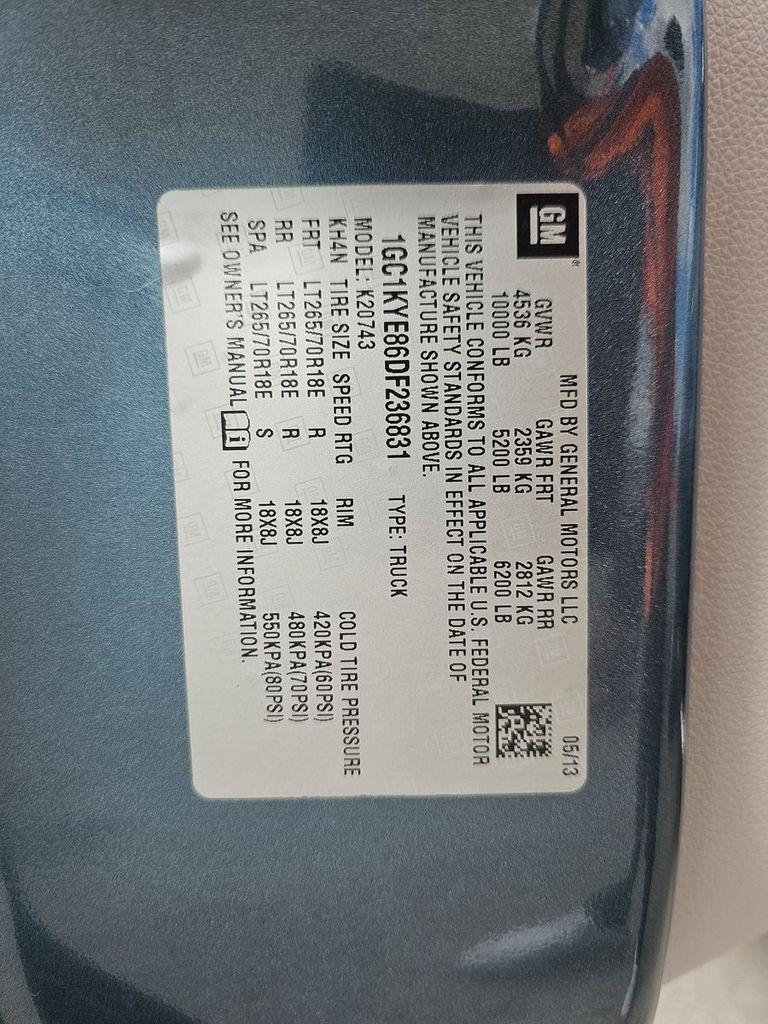 GM
MFD BY GENERAL MOTORS LLC 05/13
GVWR GAWR FRT GAWR RR
4536 KG 2359 KG 2812 KG
10000 LB 5200 LB 6200 LB
THIS VEHICLE CONFORMS TO ALL APPLICABLE U.S. FEDERAL MOTOR
VEHICLE SAFETY STANDARDS IN EFFECT ON THE DATE OF
MANUFACTURE SHOWN ABOVE.
1GC1KYE86DF236831 TYPE: TRUCK
MODEL: K20743
KH4N TIRE SIZE SPEED RTG RIM COLD TIRE PRESSURE
FRT LT265/70R18E R 18X8J 420KPA(60PSI)
RR LT265/70R18E R 18X8J 480KPA(70PSI)
SPA LT265/70R18E S 18X8J 550KPA(80PSI)
SEE OWNER'S MANUAL FOR MORE INFORMATION.